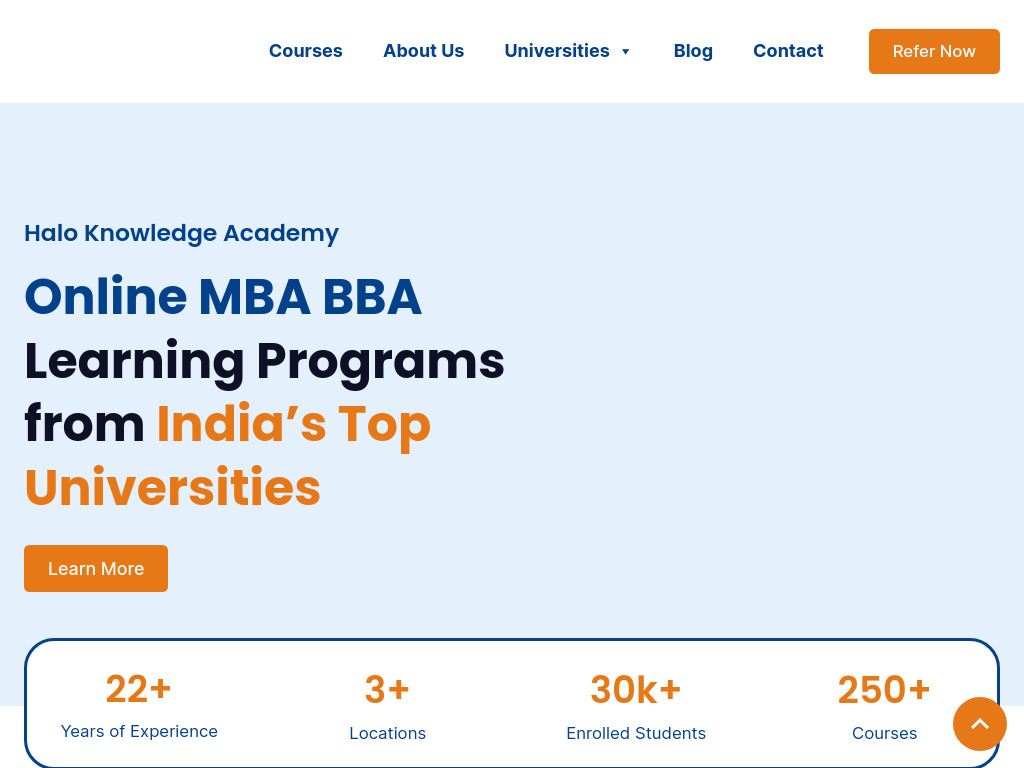 Courses About Us Universities Blog Contact Refer Now
Halo Knowledge Academy
Online MBA BBA
Learning Programs
from India’s Top
Universities
Learn More
22+ 3+ 30k+ 250+
Years of Experience Locations Enrolled Students Courses